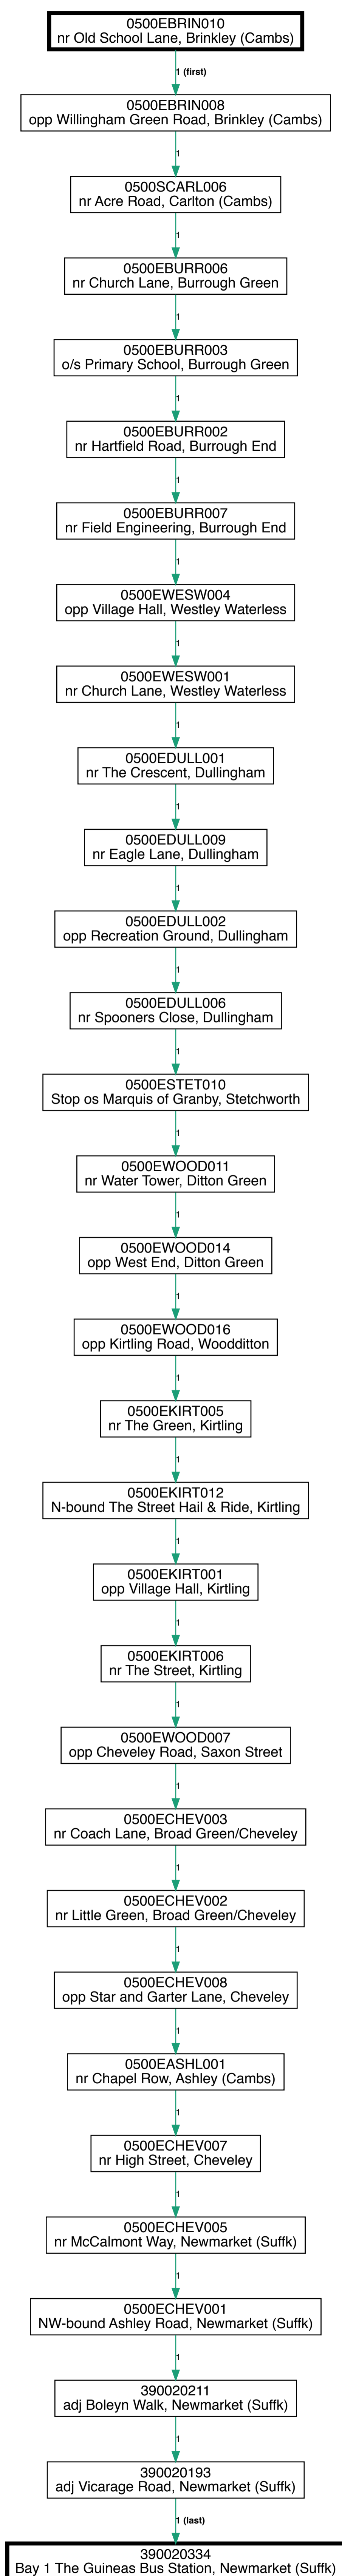 0500EBRIN010
nr Old School Lane, Brinkley (Cambs)
1 (first)
0500EBRIN008
opp Willingham Green Road, Brinkley (Cambs)
1
0500SCARL006
nr Acre Road, Carlton (Cambs)
1
0500EBURR006
nr Church Lane, Burrough Green
1
0500EBURR003
o/s Primary School, Burrough Green
1
0500EBURR002
nr Hartfield Road, Burrough End
1
0500EBURR007
nr Field Engineering, Burrough End
1
0500EWESW004
opp Village Hall, Westley Waterless
1
0500EWESW001
nr Church Lane, Westley Waterless
1
0500EDULL001
nr The Crescent, Dullingham
1
0500EDULL009
nr Eagle Lane, Dullingham
1
0500EDULL002
opp Recreation Ground, Dullingham
1
0500EDULL006
nr Spooners Close, Dullingham
1
0500ESTET010
Stop os Marquis of Granby, Stetchworth
1
0500EWOOD011
nr Water Tower, Ditton Green
1
0500EWOOD014
opp West End, Ditton Green
1
0500EWOOD016
opp Kirtling Road, Woodditton
1
0500EKIRT005
nr The Green, Kirtling
1
0500EKIRT012
N-bound The Street Hail & Ride, Kirtling
1
0500EKIRT001
opp Village Hall, Kirtling
1
0500EKIRT006
nr The Street, Kirtling
1
0500EWOOD007
opp Cheveley Road, Saxon Street
1
0500ECHEV003
nr Coach Lane, Broad Green/Cheveley
1
0500ECHEV002
nr Little Green, Broad Green/Cheveley
1
0500ECHEV008
opp Star and Garter Lane, Cheveley
1
0500EASHL001
nr Chapel Row, Ashley (Cambs)
1
0500ECHEV007
nr High Street, Cheveley
1
0500ECHEV005
nr McCalmont Way, Newmarket (Suffk)
1
0500ECHEV001
NW-bound Ashley Road, Newmarket (Suffk)
1
390020211
adj Boleyn Walk, Newmarket (Suffk)
1
390020193
adj Vicarage Road, Newmarket (Suffk)
1 (last)
390020334
Bay 1 The Guineas Bus Station, Newmarket (Suffk)